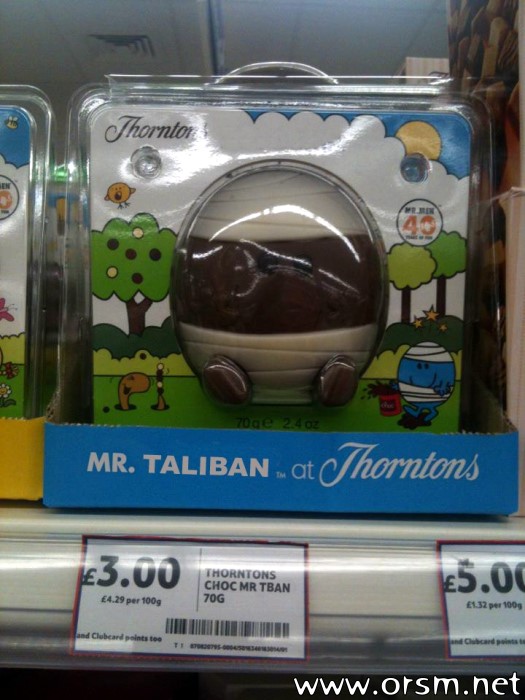 Thorntons
MR. MEN
40
70g e 2.4 oz
MR. TALIBAN TM at Thorntons
£3.00
£4.29 per 100g
THORNTONS
CHOC MR TBAN
70G
and Clubcard points too
£5.00
£1.32 per 100g
and Clubcard points
www.orsm.net